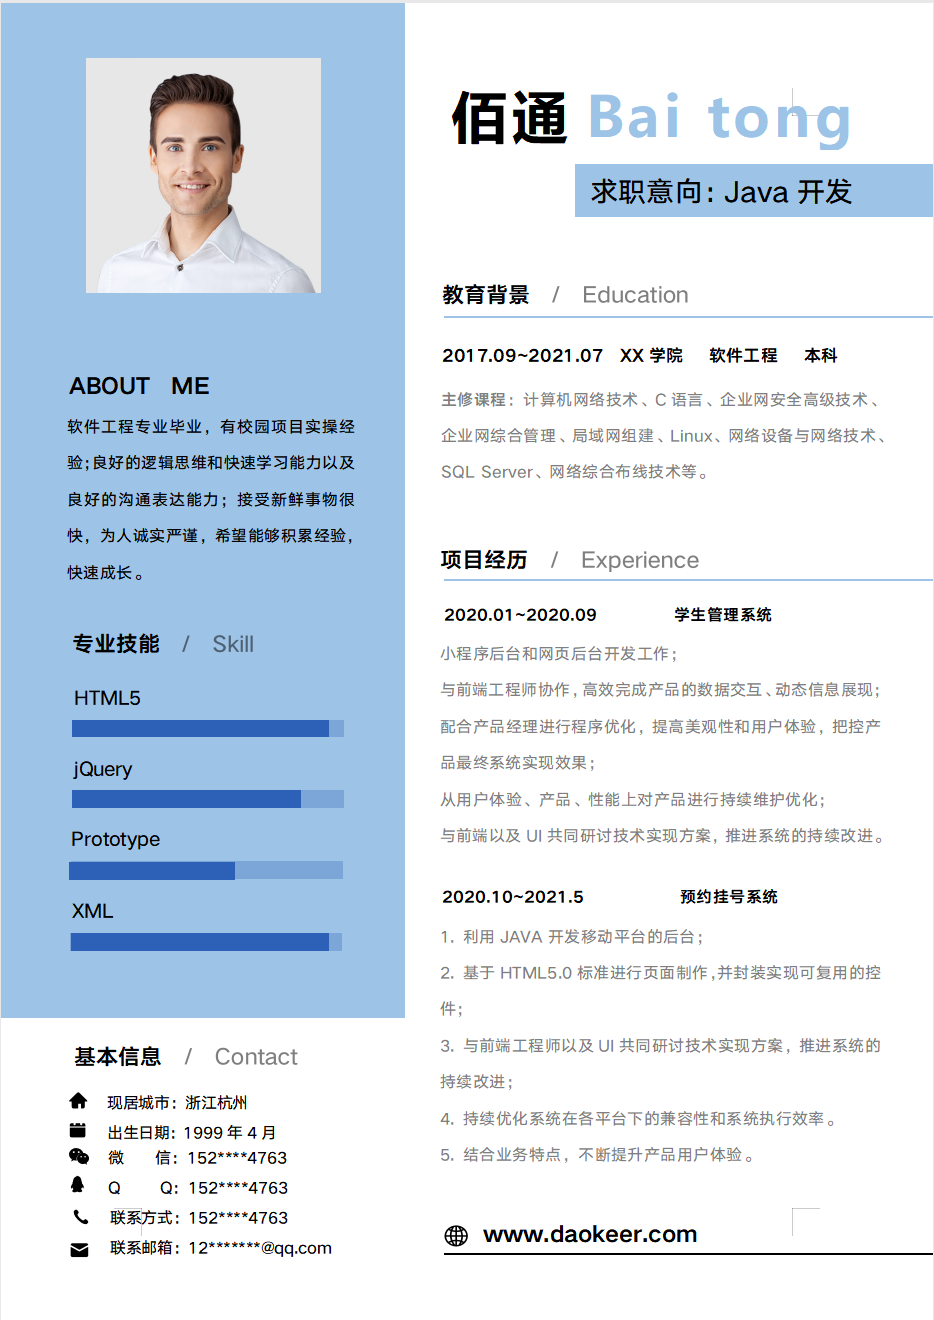 佰通 Bai tong
求职意向：Java 开发
ABOUT ME
软件工程专业毕业，有校园项目实操经
验;良好的逻辑思维和快速学习能力以及
良好的沟通表达能力；接受新鲜事物很
快，为人诚实严谨，希望能够积累经验，
快速成长。
专业技能 / Skill
HTML5
jQuery
Prototype
XML
基本信息 / Contact
现居城市：浙江杭州
出生日期：1999 年 4 月
微 信：152****4763
Q Q：152****4763
联系方式：152****4763
联系邮箱：12*******@qq.com
教育背景 / Education
2017.09~2021.07 XX 学院 软件工程 本科
主修课程：计算机网络技术、C 语言、企业网安全高级技术、
企业网综合管理、局域网组建、Linux、网络设备与网络技术、
SQL Server、网络综合布线技术等。
项目经历 / Experience
2020.01~2020.09 学生管理系统
小程序后台和网页后台开发工作；
与前端工程师协作，高效完成产品的数据交互、动态信息展现；
配合产品经理进行程序优化，提高美观性和用户体验，把控产
品最终系统实现效果；
从用户体验、产品、性能上对产品进行持续维护优化；
与前端以及 UI 共同研讨技术实现方案，推进系统的持续改进。
2020.10~2021.5 预约挂号系统
1. 利用 JAVA 开发移动平台的后台；
2. 基于 HTML5.0 标准进行页面制作,并封装实现可复用的控
件；
3. 与前端工程师以及 UI 共同研讨技术实现方案，推进系统的
持续改进；
4. 持续优化系统在各平台下的兼容性和系统执行效率。
5. 结合业务特点，不断提升产品用户体验。
www.daokeer.com